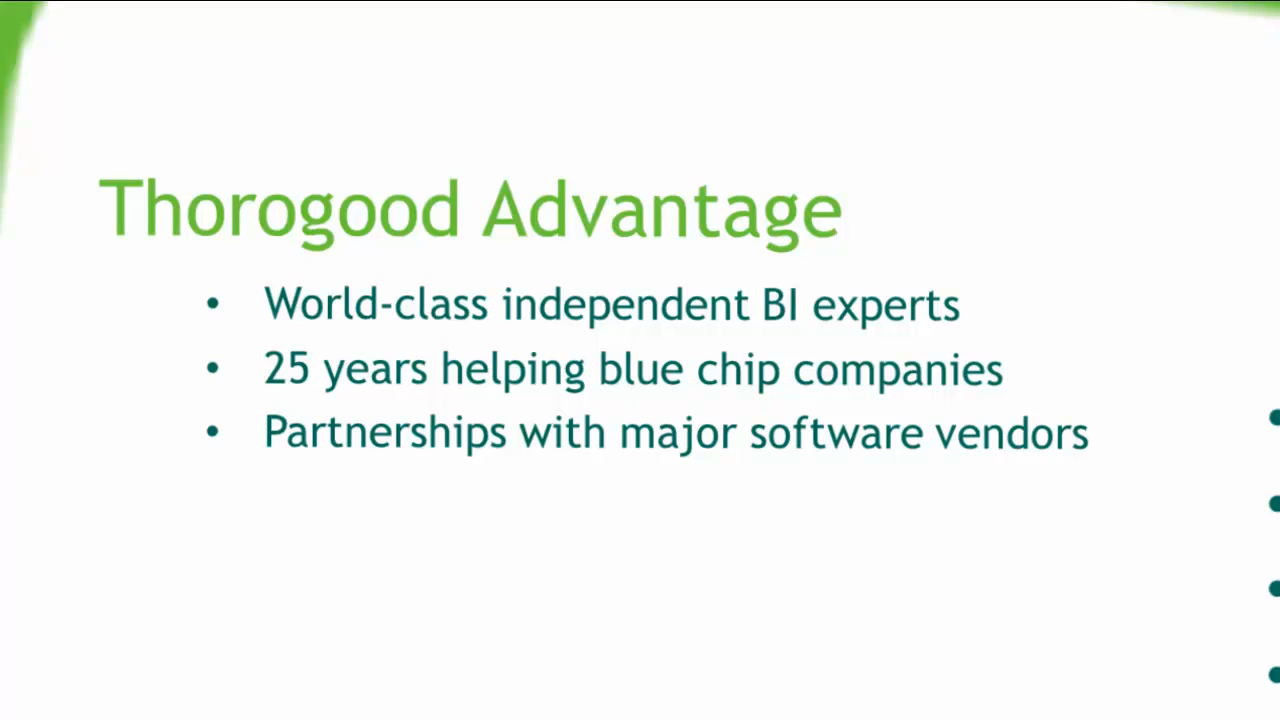 Thorogood Advantage
• World-class independent BI experts
• 25 years helping blue chip companies
• Partnerships with major software vendors